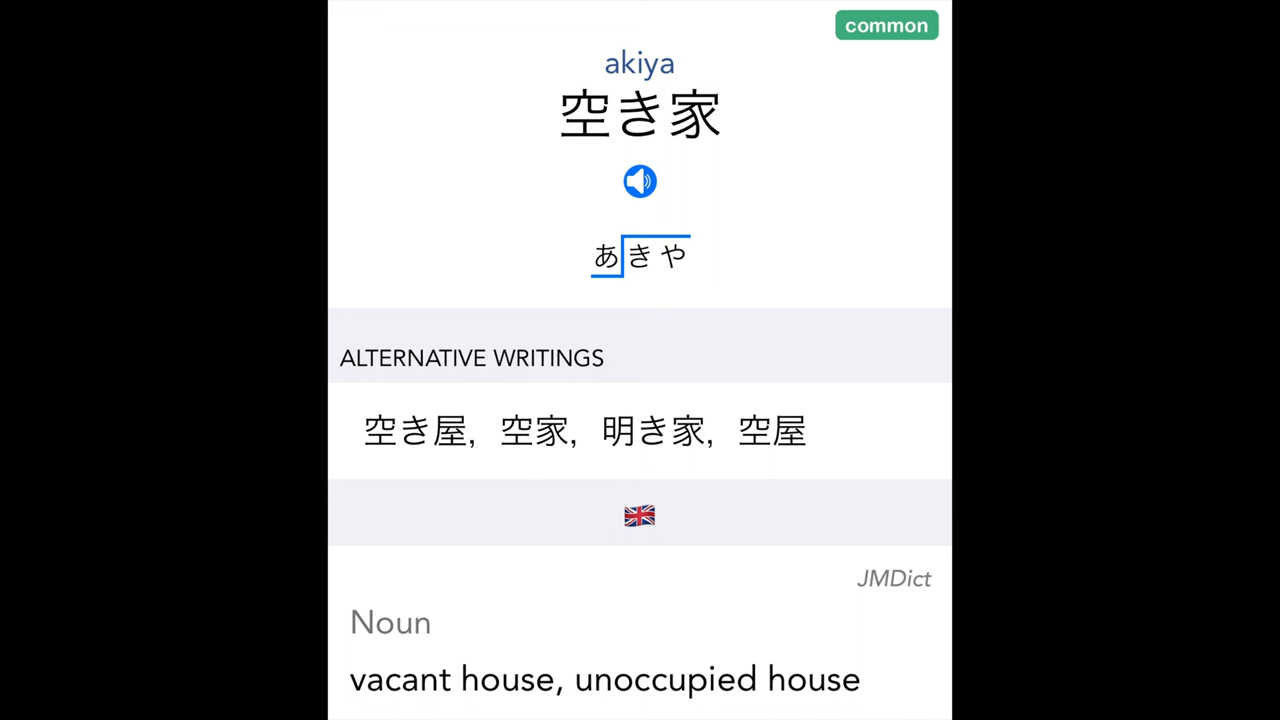 common
akiya
空き家
あきや
ALTERNATIVE WRITINGS
空き屋, 空家, 明き家, 空屋
JMDict
Noun
vacant house, unoccupied house